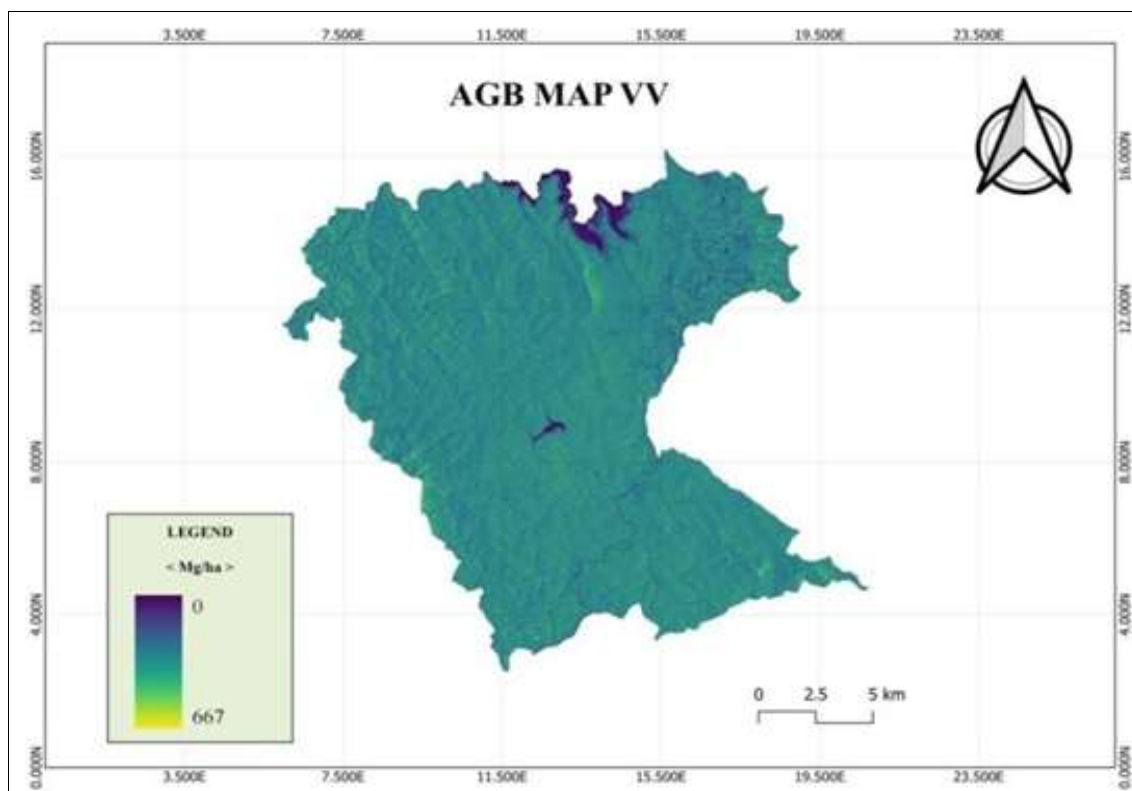 3.500E 7.500E 11.500E 15.500E 19.500E 23.500E
AGB MAP VV
16.000N 16.000N
12.000N 12.000N
8.000N 8.000N
LEGEND
< Mg/ha >
0
667
4.000N 4.000N
0 2.5 5 km
0.000N 0.000N
3.500E 7.500E 11.500E 15.500E 19.500E 23.500E